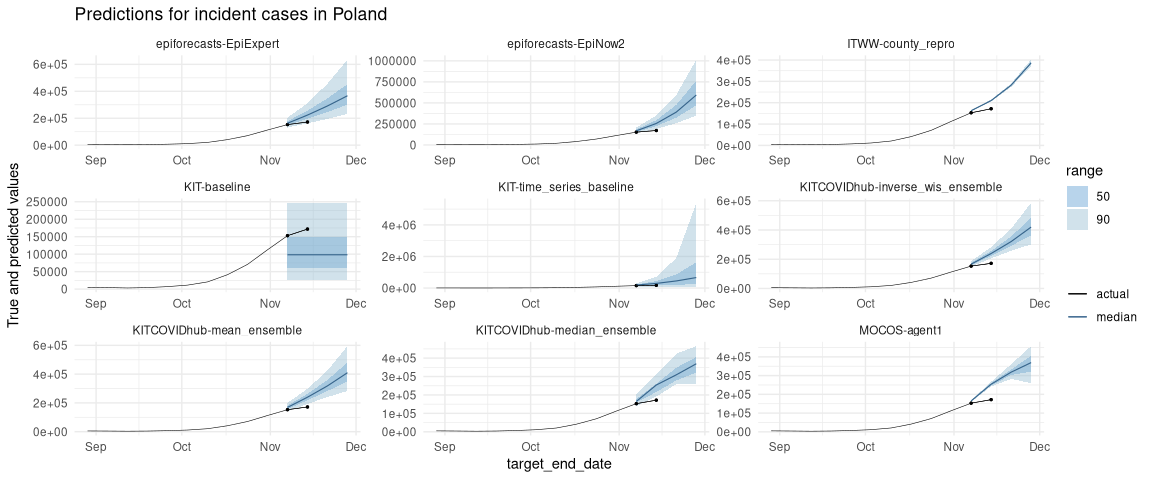 Predictions for incident cases in Poland
True and predicted values
epiforecasts-EpiExpert
6e+05
4e+05
2e+05
0e+00
Sep Oct Nov Dec
epiforecasts-EpiNow2
1000000
750000
500000
250000
0
Sep Oct Nov Dec
ITWW-county_repro
4e+05
3e+05
2e+05
1e+05
0e+00
Sep Oct Nov Dec
KIT-baseline
250000
200000
150000
100000
50000
0
Sep Oct Nov Dec
KIT-time_series_baseline
4e+06
2e+06
0e+00
Sep Oct Nov Dec
KITCOVIDhub-inverse_wis_ensemble
6e+05
4e+05
2e+05
0e+00
Sep Oct Nov Dec
KITCOVIDhub-mean_ensemble
6e+05
4e+05
2e+05
0e+00
Sep Oct Nov Dec
KITCOVIDhub-median_ensemble
4e+05
3e+05
2e+05
1e+05
0e+00
Sep Oct Nov Dec
MOCOS-agent1
4e+05
3e+05
2e+05
1e+05
0e+00
Sep Oct Nov Dec
target_end_date
range
50
90
actual
median